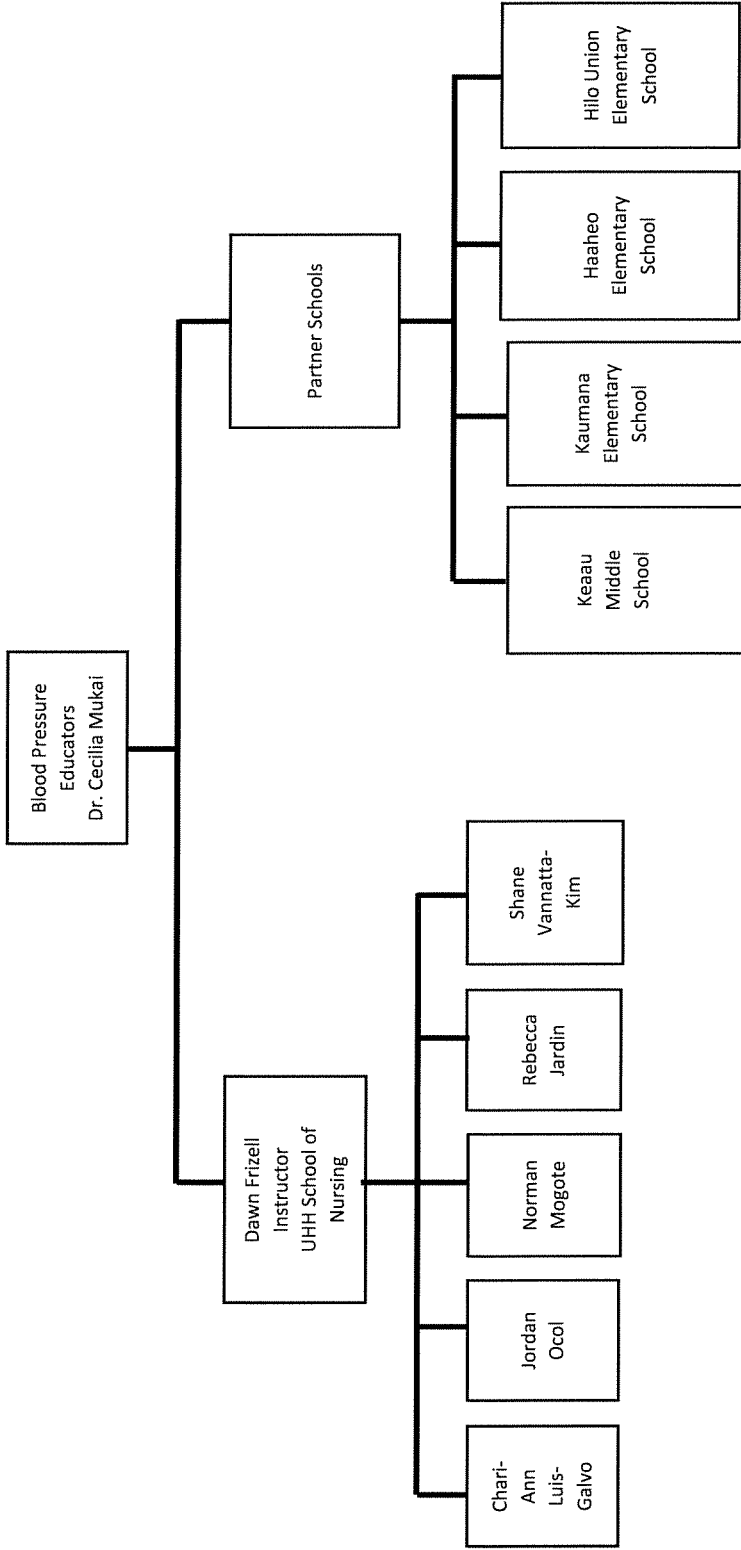 Blood Pressure
Educators
Dr. Cecilia Mukai
Dawn Frizell
Instructor
UHH School of
Nursing
Partner Schools
Chari-
Ann
Luis-
Galvo
Jordan
Ocol
Norman
Mogote
Rebecca
Jardin
Shane
Vannatta-
Kim
Keaau
Middle
School
Kaumana
Elementary
School
Haaheo
Elementary
School
Hilo Union
Elementary
School